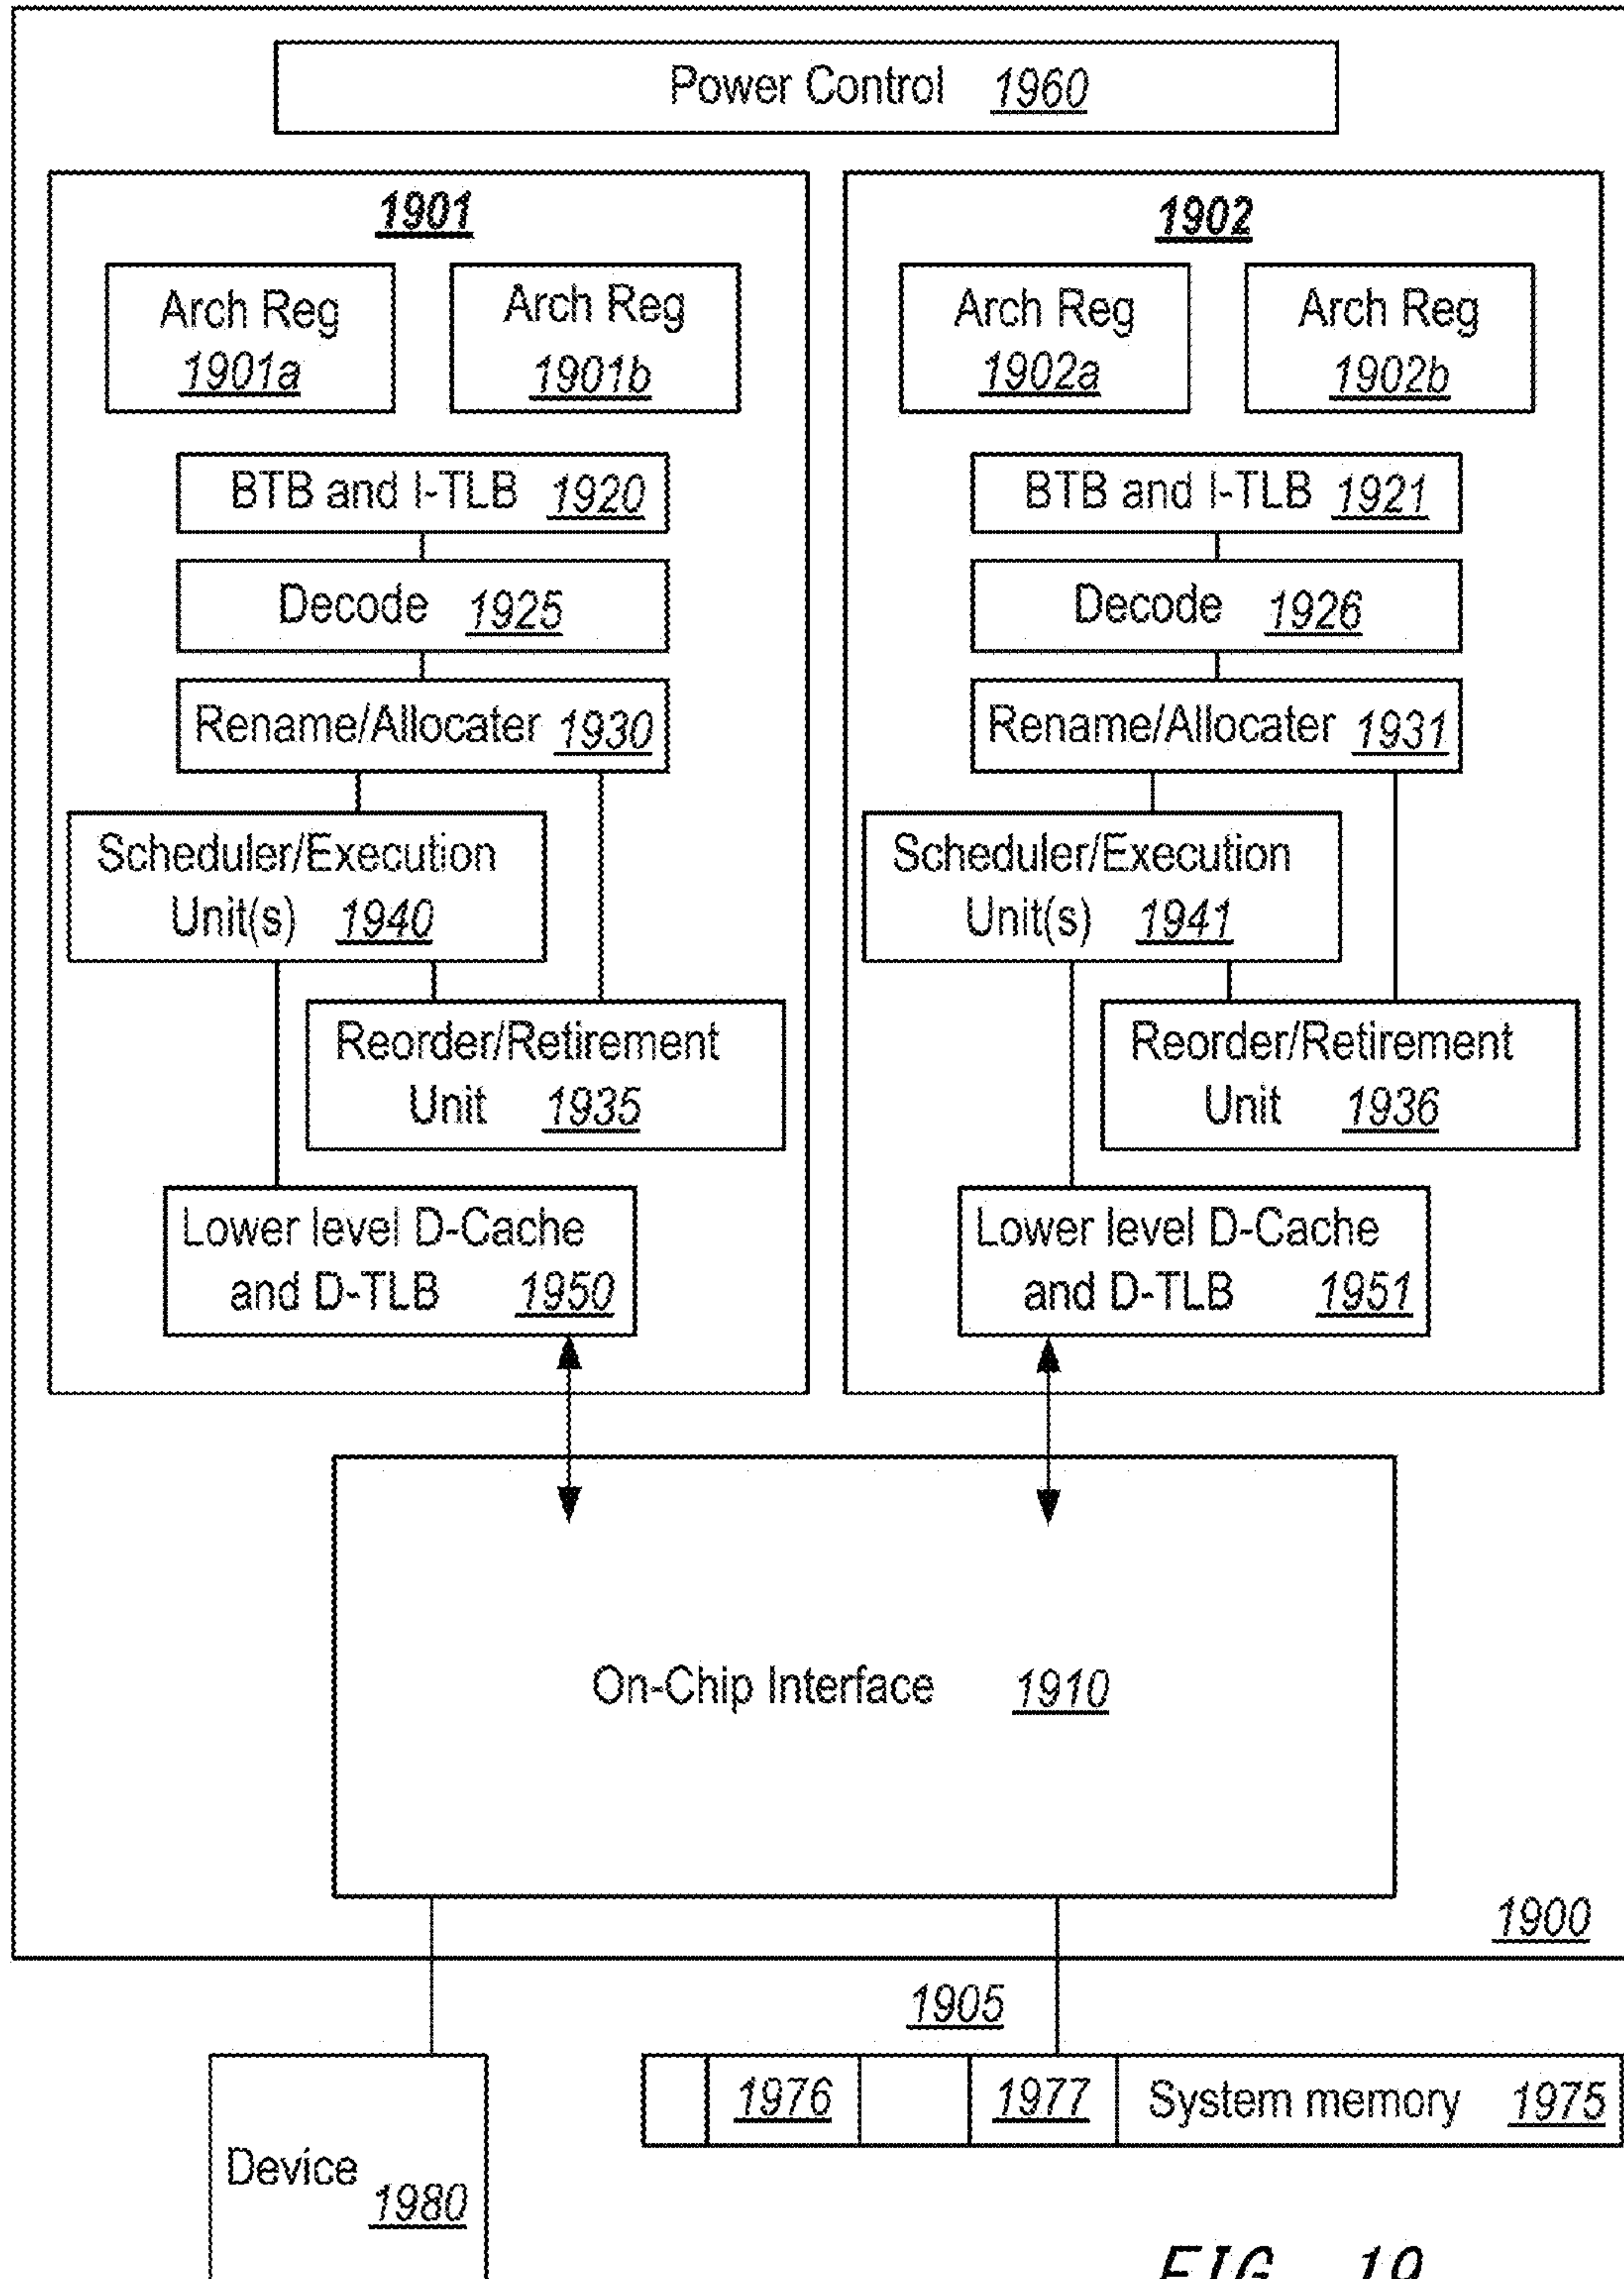 Power Control 1960
1901
Arch Reg
1901a
Arch Reg
1901b
BTB and I-TLB 1920
Decode 1925
Rename/Allocater 1930
Scheduler/Execution
Unit(s) 1940
Reorder/Retirement
Unit 1935
Lower level D-Cache
and D-TLB 1950
1902
Arch Reg
1902a
Arch Reg
1902b
BTB and I-TLB 1921
Decode 1926
Rename/Allocater 1931
Scheduler/Execution
Unit(s) 1941
Reorder/Retirement
Unit 1936
Lower level D-Cache
and D-TLB 1951
On-Chip Interface 1910
1900
1905
1976
1977
System memory 1975
Device 1980
FIG. 19